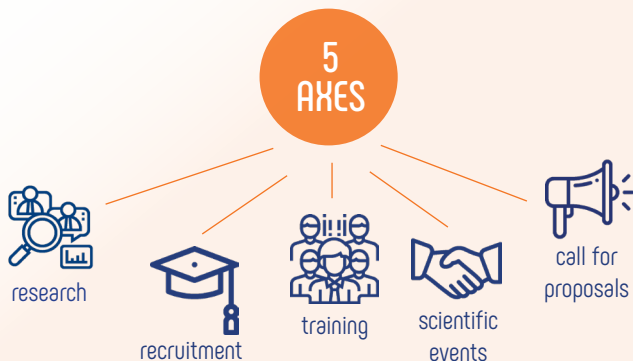 5
AXES
research
recruitment
training
scientific
events
call for
proposals